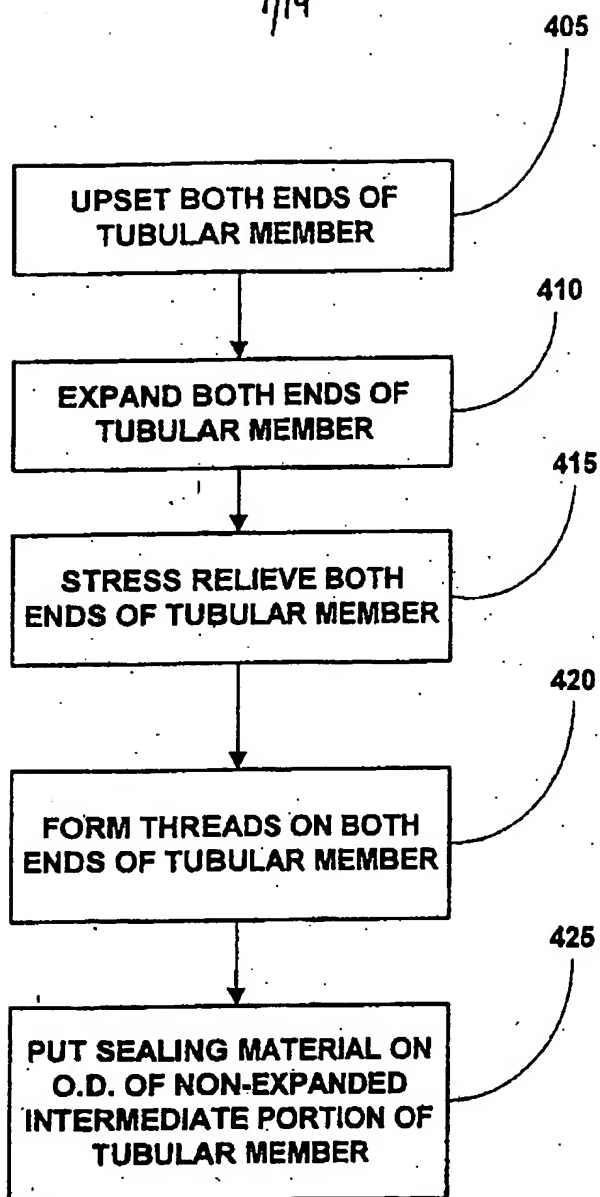 405
UPSET BOTH ENDS OF
TUBULAR MEMBER
410
EXPAND BOTH ENDS OF
TUBULAR MEMBER
415
STRESS RELIEVE BOTH
ENDS OF TUBULAR MEMBER
420
FORM THREADS ON BOTH
ENDS OF TUBULAR MEMBER
425
PUT SEALING MATERIAL ON
O.D. OF NON-EXPANDED
INTERMEDIATE PORTION OF
TUBULAR MEMBER